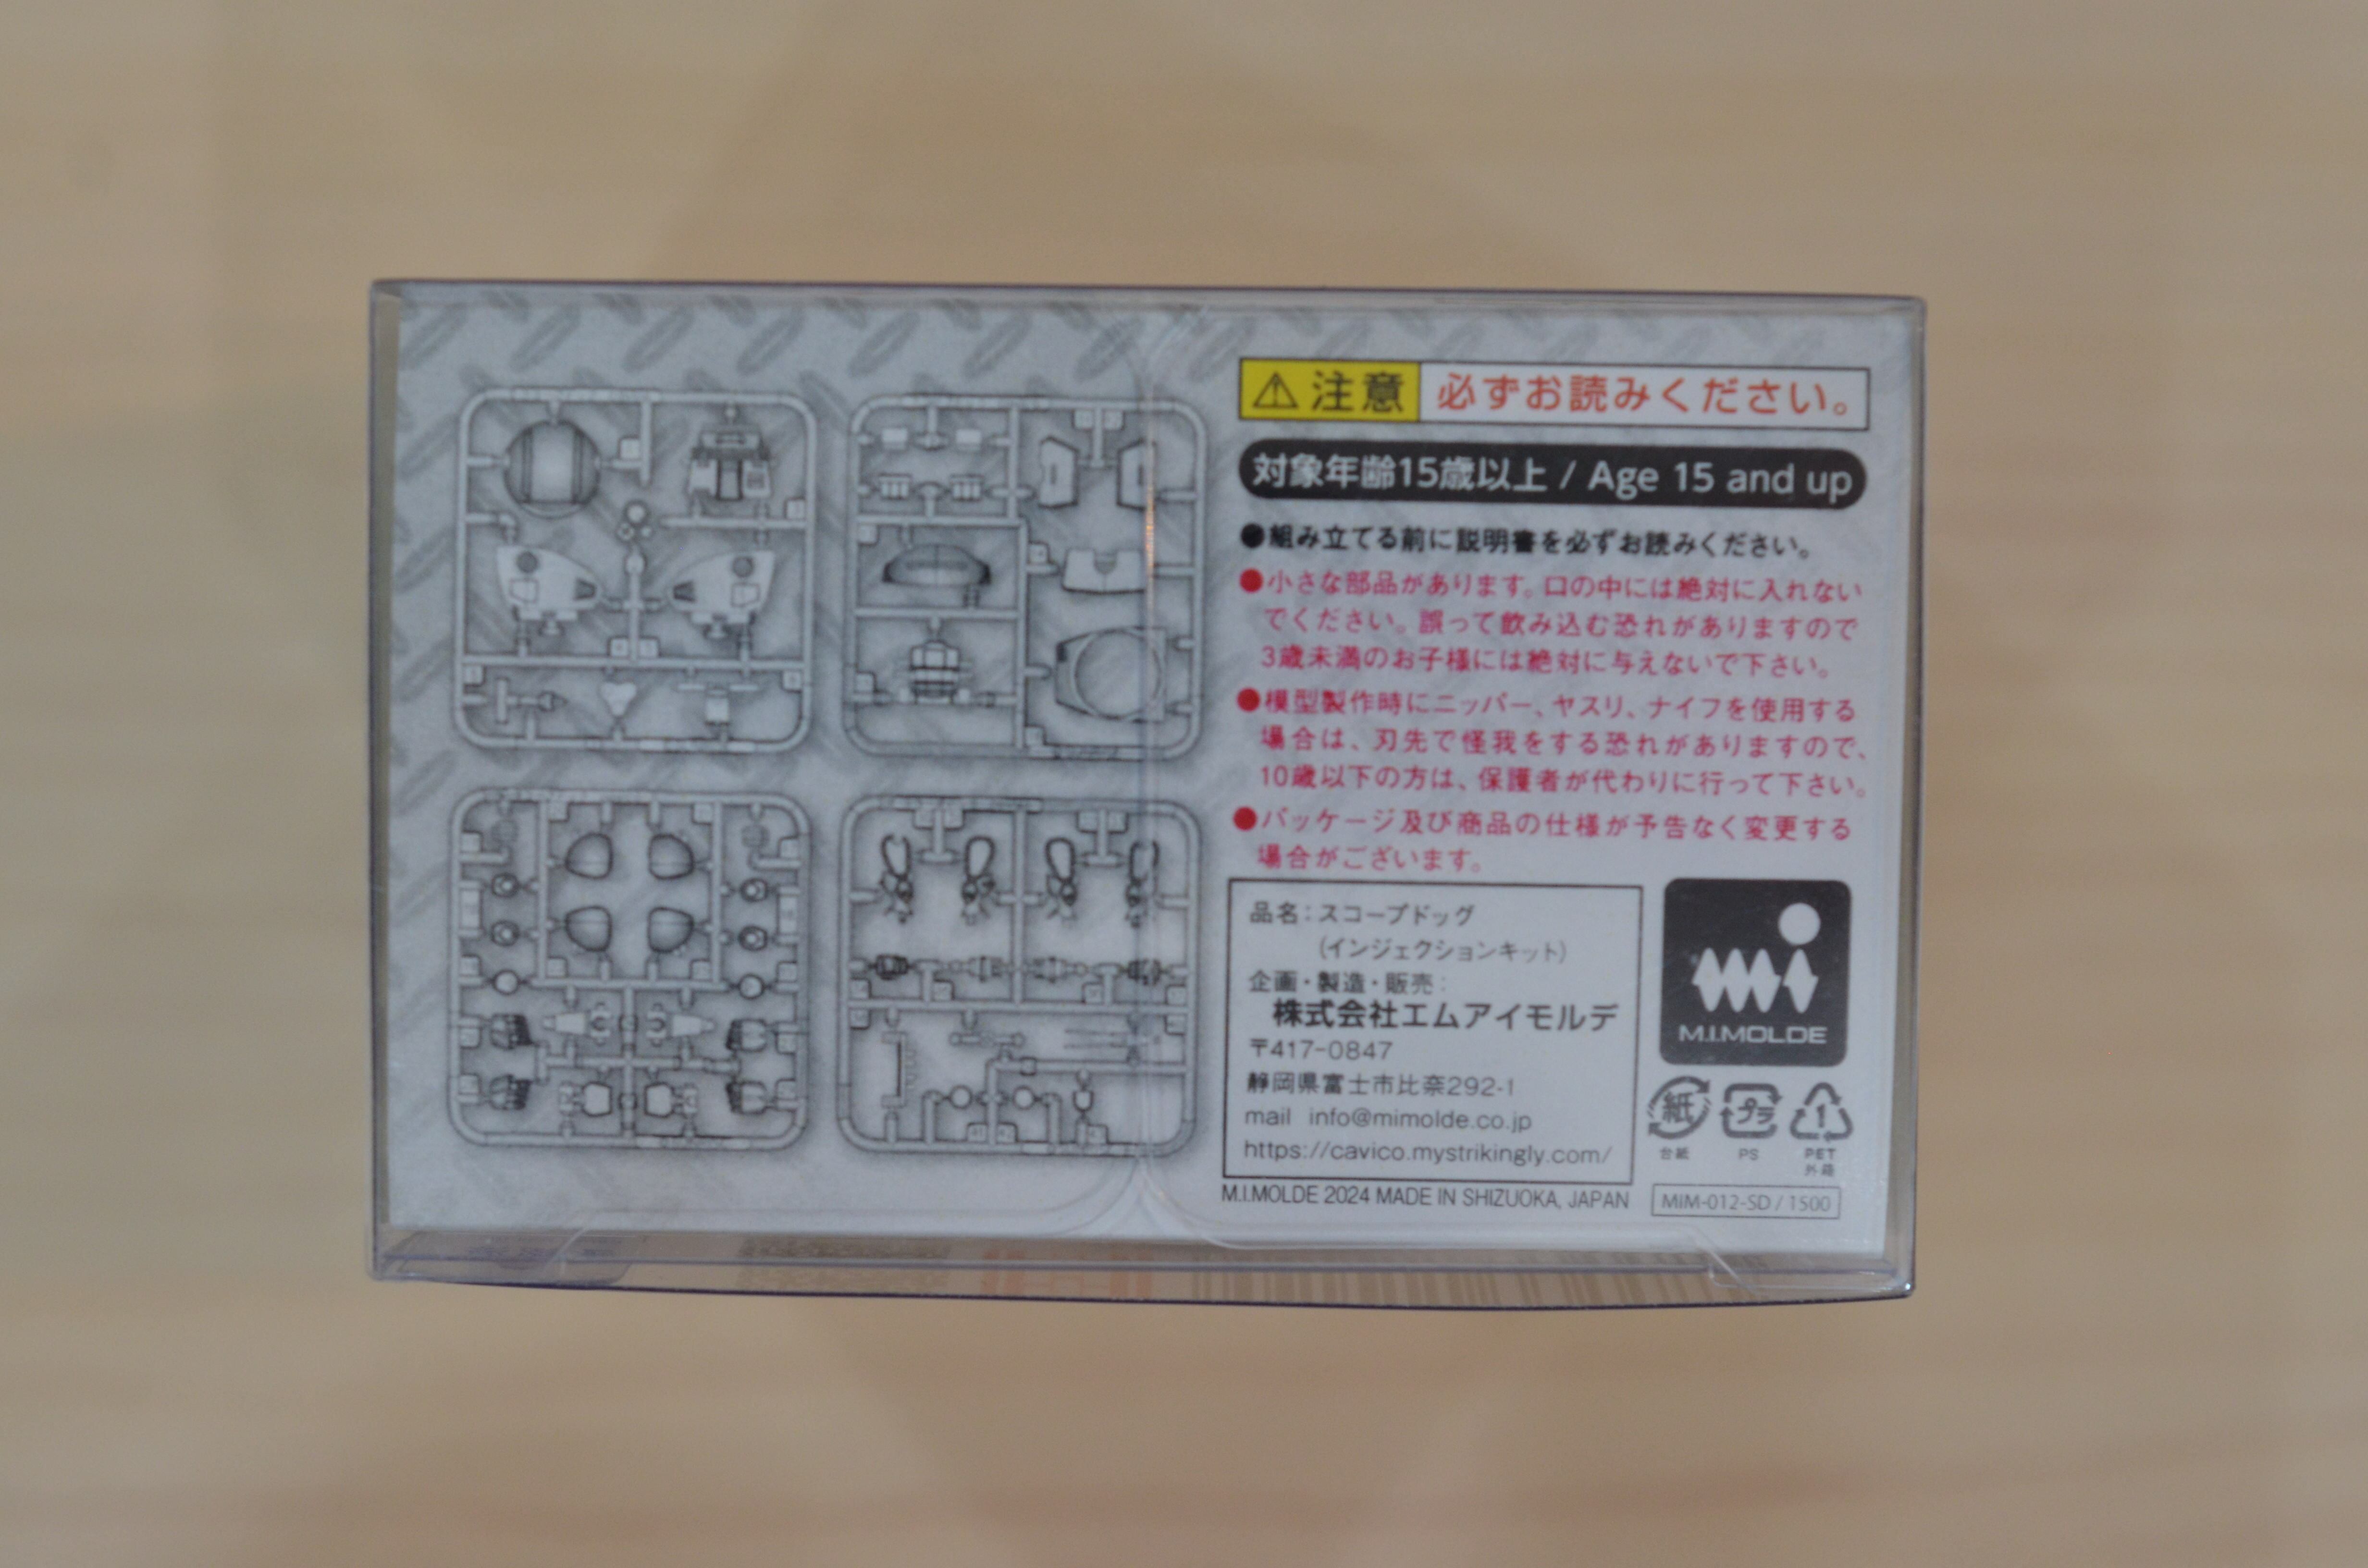 ⚠注意 必ずお読みください。
対象年齢15歳以上 / Age 15 and up
●組み立てる前に説明書を必ずお読みください。
●小さな部品があります。口の中には絶対に入れない
でください。誤って飲み込む恐れがありますので
3歳未満のお子様には絶対に与えないで下さい。
●模型製作時にニッパー、ヤスリ、ナイフを使用する
場合は、刃先で怪我をする恐れがありますので、
10歳以下の方は、保護者が代わりに行って下さい。
●パッケージ及び商品の仕様が予告なく変更する
場合がございます。
品名：スコープドッグ
(インジェクションキット)
企画・製造・販売：
株式会社エムアイモルデ
〒417-0847
静岡県富士市比奈292-1
mail info@mimolde.co.jp
https://cavico.mystrikingly.com/
M.I.MOLDE 2024 MADE IN SHIZUOKA, JAPAN
M.I.MOLDE
紙 プラ 1
台紙 PS PET
外箱
MIM-012-SD / 1500